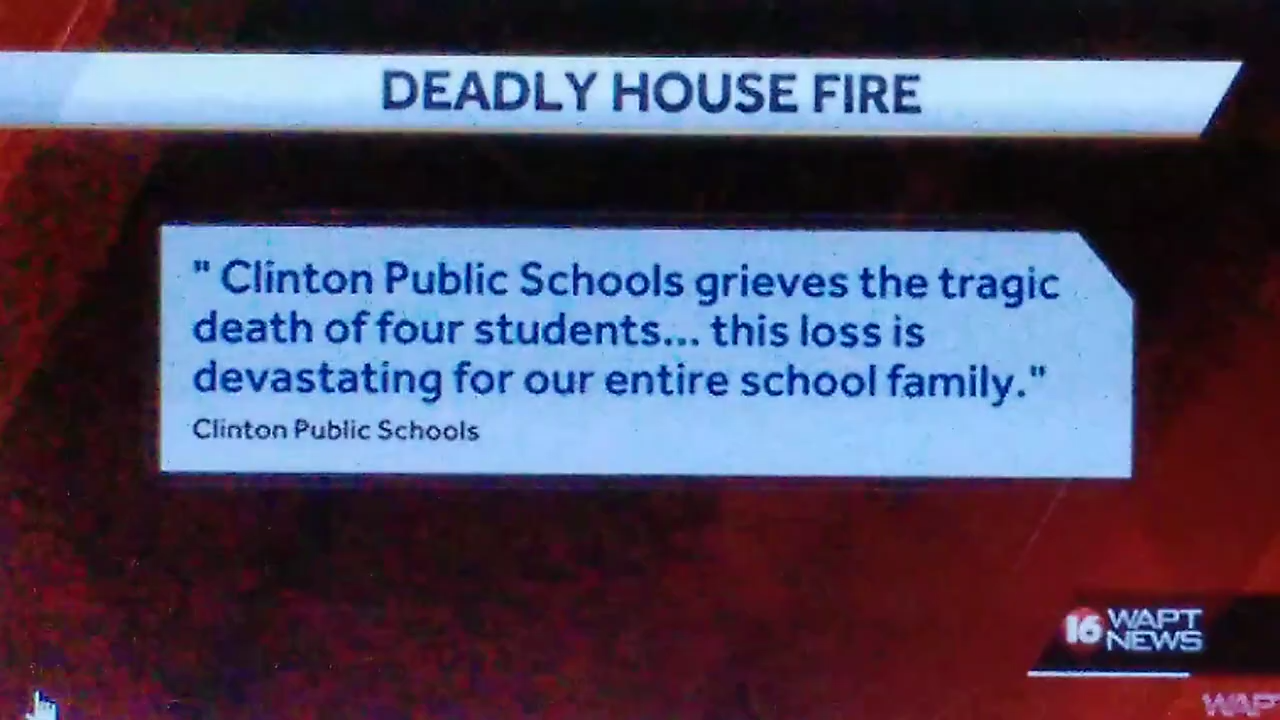 DEADLY HOUSE FIRE
" Clinton Public Schools grieves the tragic
death of four students... this loss is
devastating for our entire school family."
Clinton Public Schools
16 WAPT
NEWS
WAPT